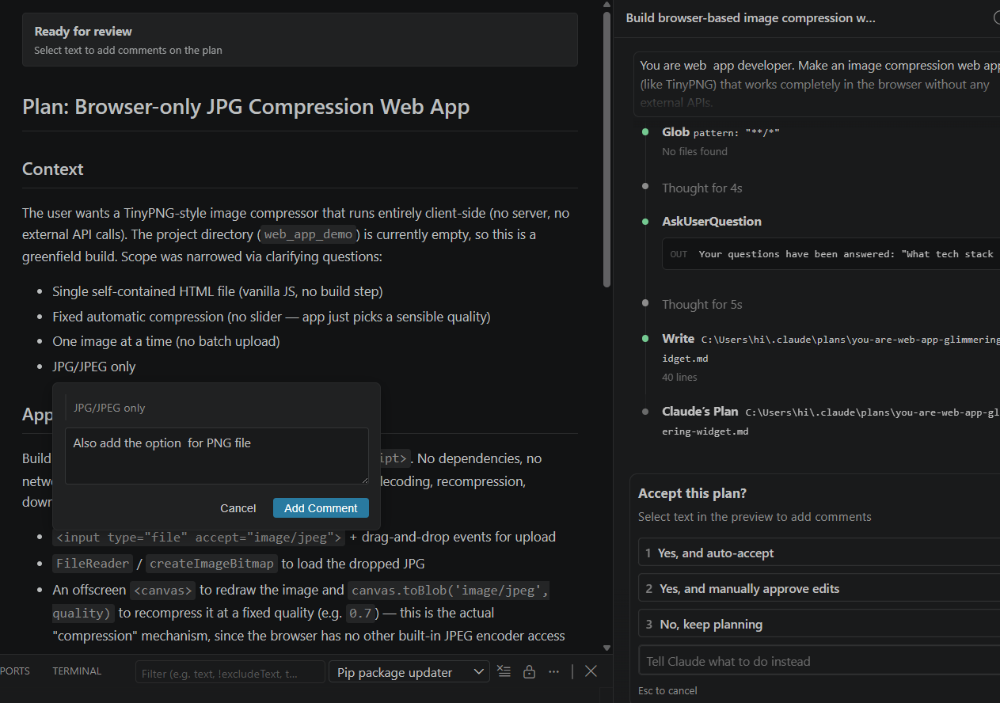 Ready for review
Select text to add comments on the plan
Plan: Browser-only JPG Compression Web App
Context
The user wants a TinyPNG-style image compressor that runs entirely client-side (no server, no
external API calls). The project directory (web_app_demo) is currently empty, so this is a
greenfield build. Scope was narrowed via clarifying questions:
• Single self-contained HTML file (vanilla JS, no build step)
• Fixed automatic compression (no slider — app just picks a sensible quality)
• One image at a time (no batch upload)
• JPG/JPEG only
JPG/JPEG only
Also add the option  for PNG file
Cancel
Add Comment
App
Build ipt>. No dependencies, no
netw lecoding, recompression,
down
• <input type="file" accept="image/jpeg"> + drag-and-drop events for upload
• FileReader / createImageBitmap to load the dropped JPG
• An offscreen <canvas> to redraw the image and canvas.toBlob('image/jpeg',
quality) to recompress it at a fixed quality (e.g. 0.7) — this is the actual
"compression" mechanism, since the browser has no other built-in JPEG encoder access
PORTS
TERMINAL
Filter (e.g. text, !excludeText, t...
Pip package updater
Build browser-based image compression w...
You are web  app developer. Make an image compression web app
(like TinyPNG) that works completely in the browser without any
external APIs.
Glob pattern: "**/*"
No files found
Thought for 4s
AskUserQuestion
OUT Your questions have been answered: "What tech stack
Thought for 5s
Write C:\Users\hi\.claude\plans\you-are-web-app-glimmering
idget.md
40 lines
Claude's Plan C:\Users\hi\.claude\plans\you-are-web-app-gl
ering-widget.md
Accept this plan?
Select text in the preview to add comments
1 Yes, and auto-accept
2 Yes, and manually approve edits
3 No, keep planning
Tell Claude what to do instead
Esc to cancel